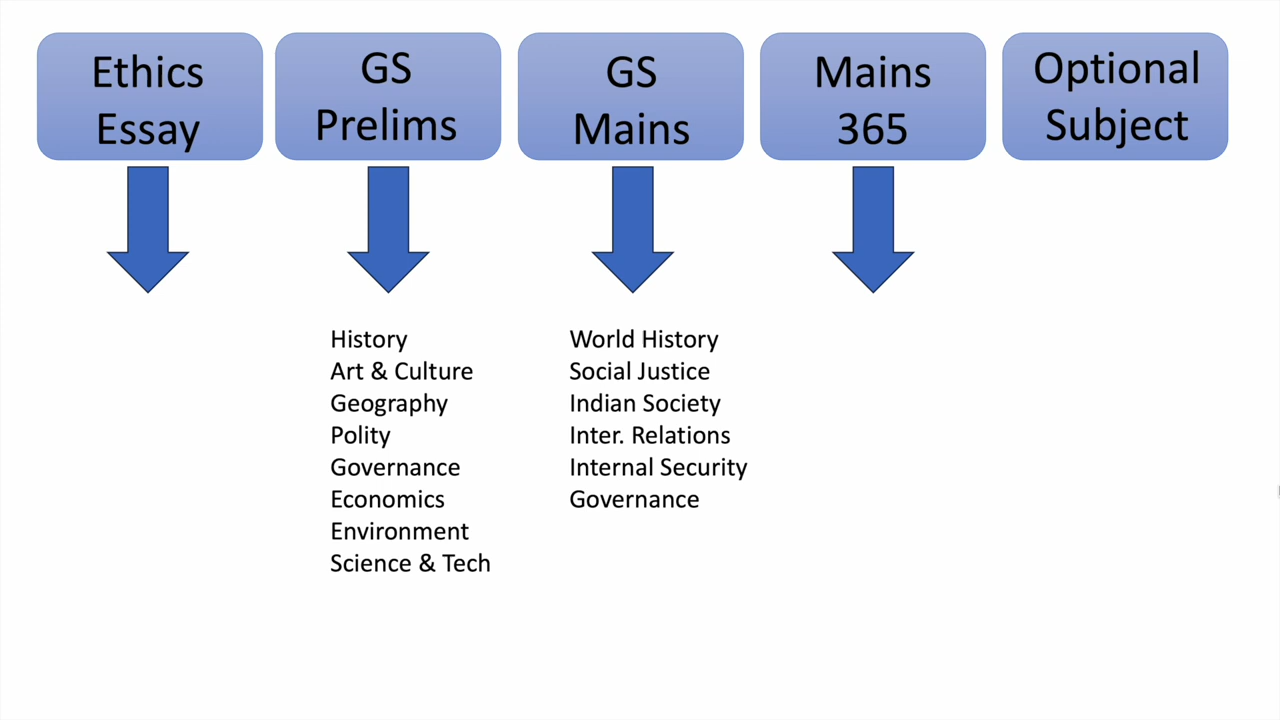 Ethics
Essay
GS
Prelims
GS
Mains
Mains
365
Optional
Subject
History
Art & Culture
Geography
Polity
Governance
Economics
Environment
Science & Tech
World History
Social Justice
Indian Society
Inter. Relations
Internal Security
Governance